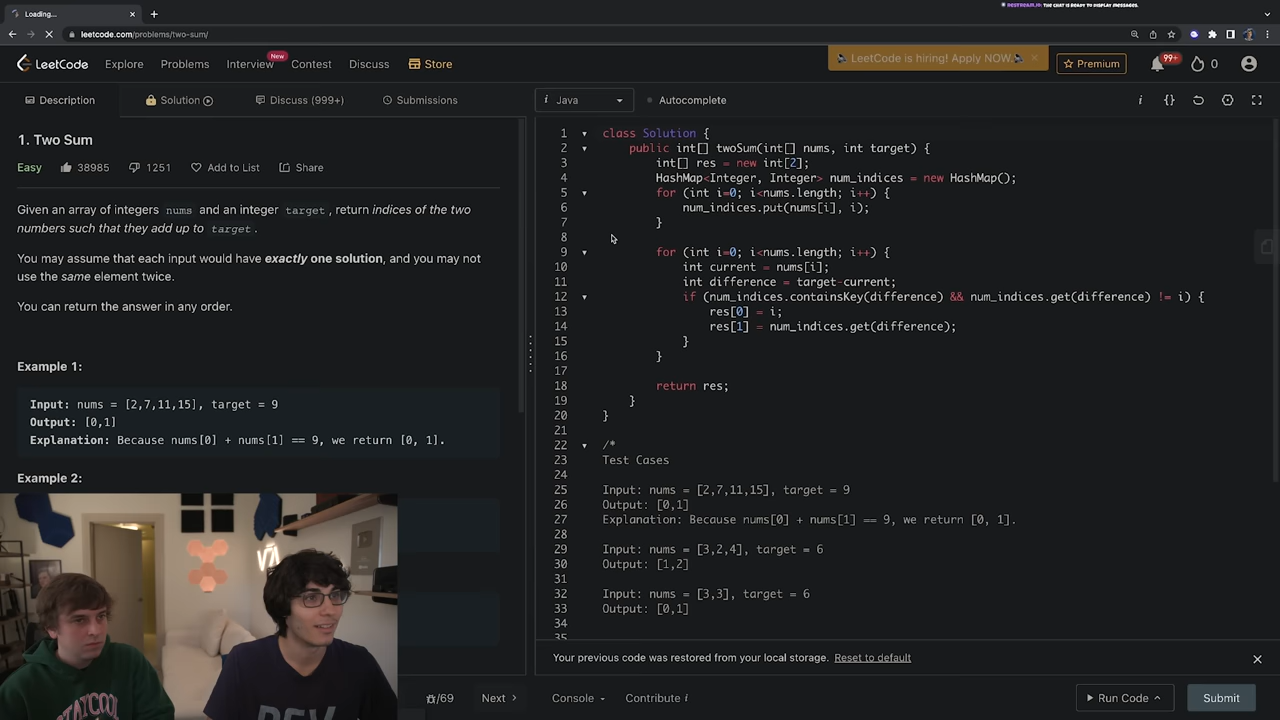 Loading...
RESTREAM.IO: THE CHAT IS READY TO DISPLAY MESSAGES.
leetcode.com/problems/two-sum/
LeetCode
Explore
Problems
Interview
New
Contest
Discuss
Store
LeetCode is hiring! Apply NOW.
Premium
99+
0
Description
Solution
Discuss (999+)
Submissions
i Java
Autocomplete
1. Two Sum
Easy
38985
1251
Add to List
Share
Given an array of integers nums and an integer target, return indices of the two
numbers such that they add up to target.
You may assume that each input would have exactly one solution, and you may not
use the same element twice.
You can return the answer in any order.
Example 1:
Input: nums = [2,7,11,15], target = 9
Output: [0,1]
Explanation: Because nums[0] + nums[1] == 9, we return [0, 1].
Example 2:
1 class Solution {
2 public int[] twoSum(int[] nums, int target) {
3 int[] res = new int[2];
4 HashMap<Integer, Integer> num_indices = new HashMap();
5 for (int i=0; i<nums.length; i++) {
6 num_indices.put(nums[i], i);
7 }
8
9 for (int i=0; i<nums.length; i++) {
10 int current = nums[i];
11 int difference = target-current;
12 if (num_indices.containsKey(difference) && num_indices.get(difference) != i) {
13 res[0] = i;
14 res[1] = num_indices.get(difference);
15 }
16 }
17
18 return res;
19 }
20 }
21
22 /*
23 Test Cases
24
25 Input: nums = [2,7,11,15], target = 9
26 Output: [0,1]
27 Explanation: Because nums[0] + nums[1] == 9, we return [0, 1].
28
29 Input: nums = [3,2,4], target = 6
30 Output: [1,2]
31
32 Input: nums = [3,3], target = 6
33 Output: [0,1]
34
35
Your previous code was restored from your local storage.
Reset to default
/69
Next
Console
Contribute i
Run Code
Submit